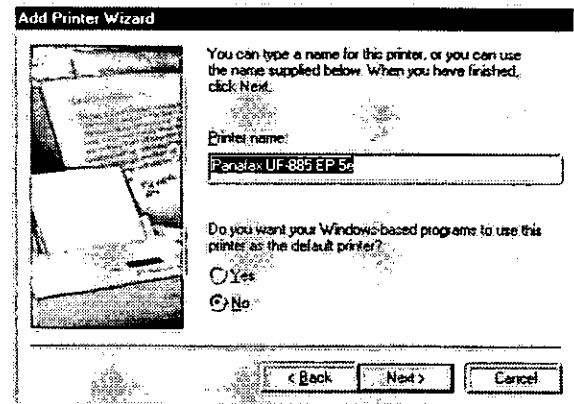 Add Printer Wizard
You can type a name for this printer, or you can use
the name supplied below. When you have finished,
click Next.
Printer name:
Panafax UF-885 EP 5e
Do you want your Windows-based programs to use this
printer as the default printer?
Yes
No
< Back Next > Cancel